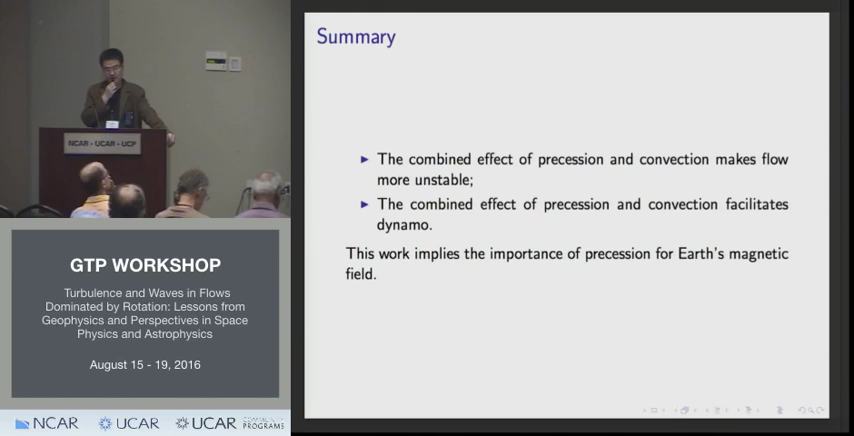 NCAR - UCAR - UCP
GTP WORKSHOP
Turbulence and Waves in Flows
Dominated by Rotation: Lessons from
Geophysics and Perspectives in Space
Physics and Astrophysics
August 15 - 19, 2016
NCAR
UCAR
UCAR
PROGRAMS
Summary
The combined effect of precession and convection makes flow
more unstable;
The combined effect of precession and convection facilitates
dynamo.
This work implies the importance of precession for Earth's magnetic
field.